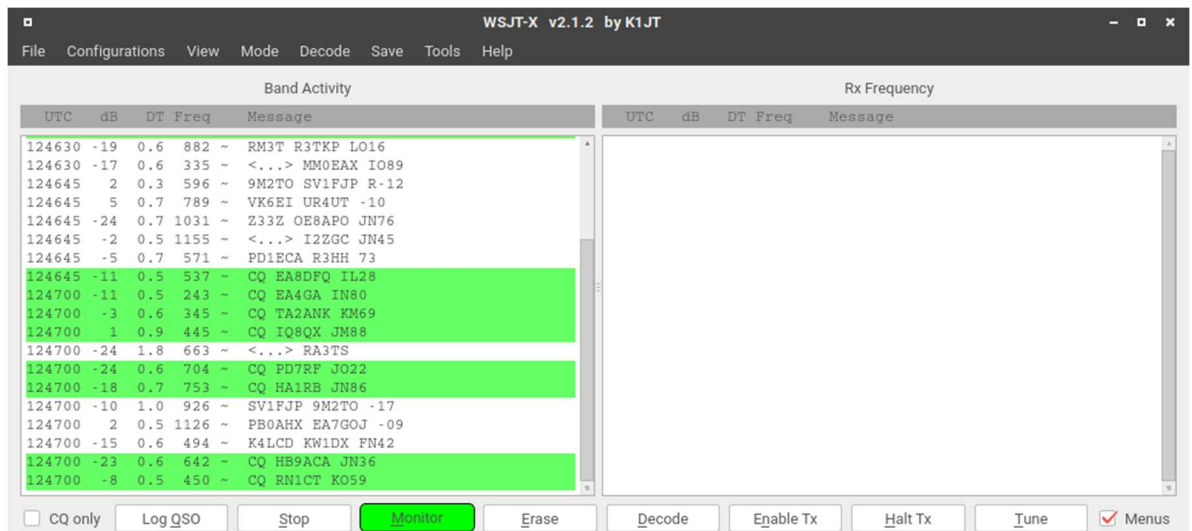 WSJT-X v2.1.2 by K1JT
File Configurations View Mode Decode Save Tools Help
Band Activity
UTC dB DT Freq Message
124630 -19 0.6 882 ~ RM3T R3TKP LO16
124630 -17 0.6 335 ~ <...> MM0EAX IO89
124645 2 0.3 596 ~ 9M2TO SV1FJP R-12
124645 5 0.7 789 ~ VK6EI UR4UT -10
124645 -24 0.7 1031 ~ Z33Z OE8APO JN76
124645 -2 0.5 1155 ~ <...> I2ZGC JN45
124645 -5 0.7 571 ~ PD1ECA R3HH 73
124645 -11 0.5 537 ~ CQ EA8DFQ IL28
124700 -11 0.5 243 ~ CQ EA4GA IN80
124700 -3 0.6 345 ~ CQ TA2ANK KM69
124700 1 0.9 445 ~ CQ IQ8QX JM88
124700 -24 1.8 663 ~ <...> RA3TS
124700 -24 0.6 704 ~ CQ PD7RF JO22
124700 -18 0.7 753 ~ CQ HA1RB JN86
124700 -10 1.0 926 ~ SV1FJP 9M2TO -17
124700 2 0.5 1126 ~ PB0AHX EA7GOJ -09
124700 -15 0.6 494 ~ K4LCD KW1DX FN42
124700 -23 0.6 642 ~ CQ HB9ACA JN36
124700 -8 0.5 450 ~ CQ RN1CT KO59
Rx Frequency
UTC dB DT Freq Message
CQ only Log QSO Stop Monitor Erase Decode Enable Tx Halt Tx Tune Menus